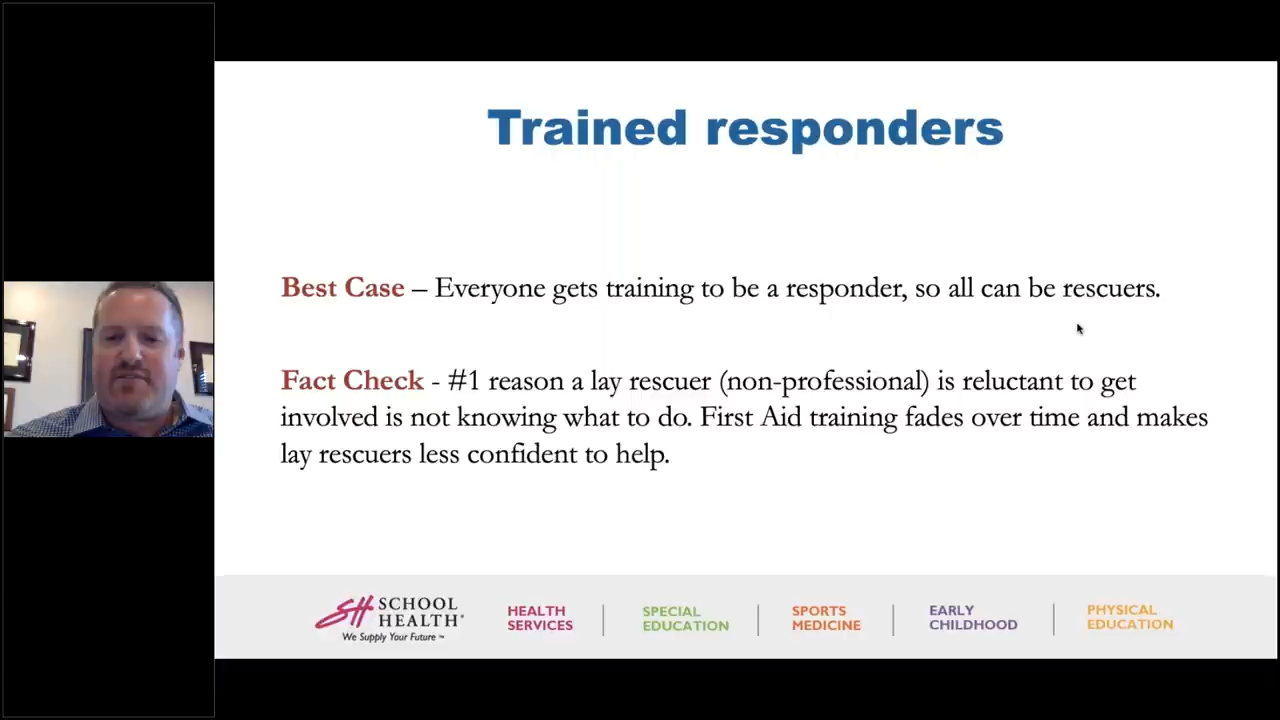 Trained responders
Best Case – Everyone gets training to be a responder, so all can be rescuers.
Fact Check - #1 reason a lay rescuer (non-professional) is reluctant to get
involved is not knowing what to do. First Aid training fades over time and makes
lay rescuers less confident to help.
SH SCHOOL
HEALTH®
We Supply Your Future ™
HEALTH
SERVICES
SPECIAL
EDUCATION
SPORTS
MEDICINE
EARLY
CHILDHOOD
PHYSICAL
EDUCATION